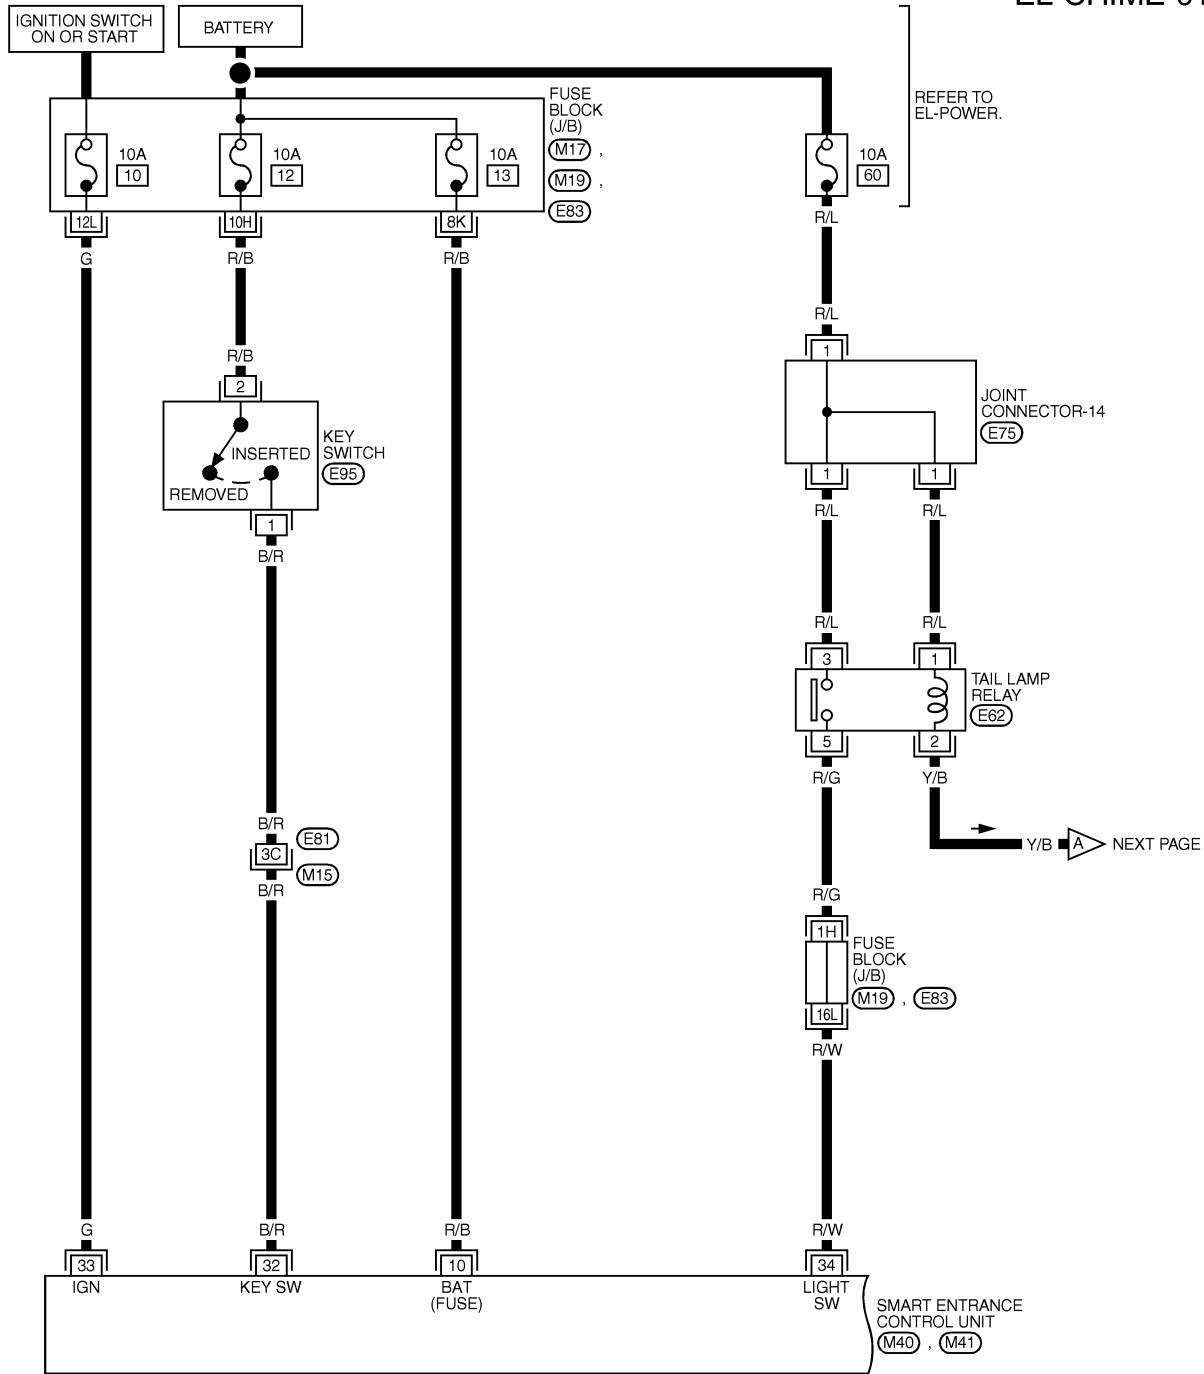 EL-CHIME-01
IGNITION SWITCH
ON OR START
BATTERY
REFER TO
EL-POWER.
FUSE
BLOCK
(J/B)
M17 ,
M19 ,
E83
10A
10
10A
12
10A
13
10A
60
12L
10H
8K
G
R/B
R/B
R/L
R/L
R/B
2
1
INSERTED
REMOVED
KEY
SWITCH
E95
1
JOINT
CONNECTOR-14
E75
1
1
B/R
R/L
R/L
R/L
R/L
3
1
TAIL LAMP
RELAY
E62
5
2
R/G
Y/B
B/R
E81
3C
M15
B/R
Y/B
A
NEXT PAGE
R/G
1H
FUSE
BLOCK
(J/B)
M19 , E83
16L
R/W
G
B/R
R/B
R/W
33
32
10
34
IGN
KEY SW
BAT
(FUSE)
LIGHT
SW
SMART ENTRANCE
CONTROL UNIT
M40 , M41